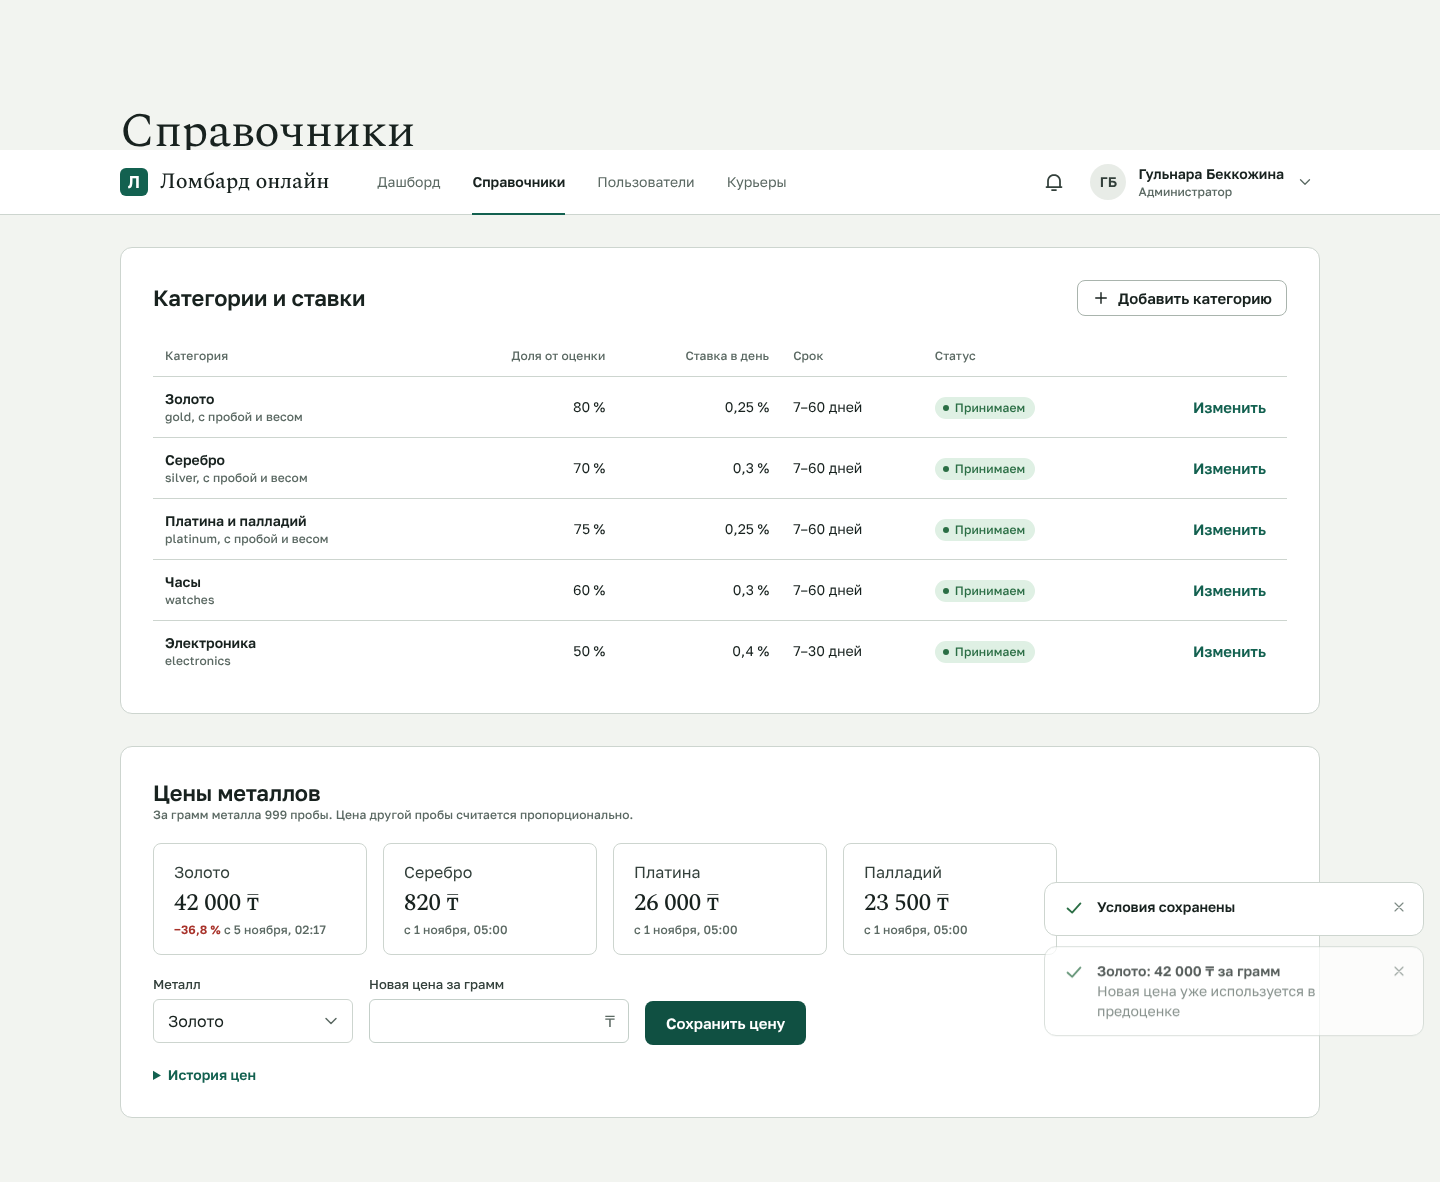 Справочники
Л Ломбард онлайн Дашборд Справочники Пользователи Курьеры ГБ Гульнара Беккожина
Администратор
Категории и ставки + Добавить категорию
Категория Доля от оценки Ставка в день Срок Статус
Золото
gold, с пробой и весом
80 % 0,25 % 7–60 дней Принимаем Изменить
Серебро
silver, с пробой и весом
70 % 0,3 % 7–60 дней Принимаем Изменить
Платина и палладий
platinum, с пробой и весом
75 % 0,25 % 7–60 дней Принимаем Изменить
Часы
watches
60 % 0,3 % 7–60 дней Принимаем Изменить
Электроника
electronics
50 % 0,4 % 7–30 дней Принимаем Изменить
Цены металлов
За грамм металла 999 пробы. Цена другой пробы считается пропорционально.
Золото
42 000 ₸
−36,8 % с 5 ноября, 02:17
Серебро
820 ₸
с 1 ноября, 05:00
Платина
26 000 ₸
с 1 ноября, 05:00
Палладий
23 500 ₸
с 1 ноября, 05:00
Условия сохранены
Золото: 42 000 ₸ за грамм
Новая цена уже используется в
предоценке
Металл
Золото
Новая цена за грамм
₸
Сохранить цену
История цен